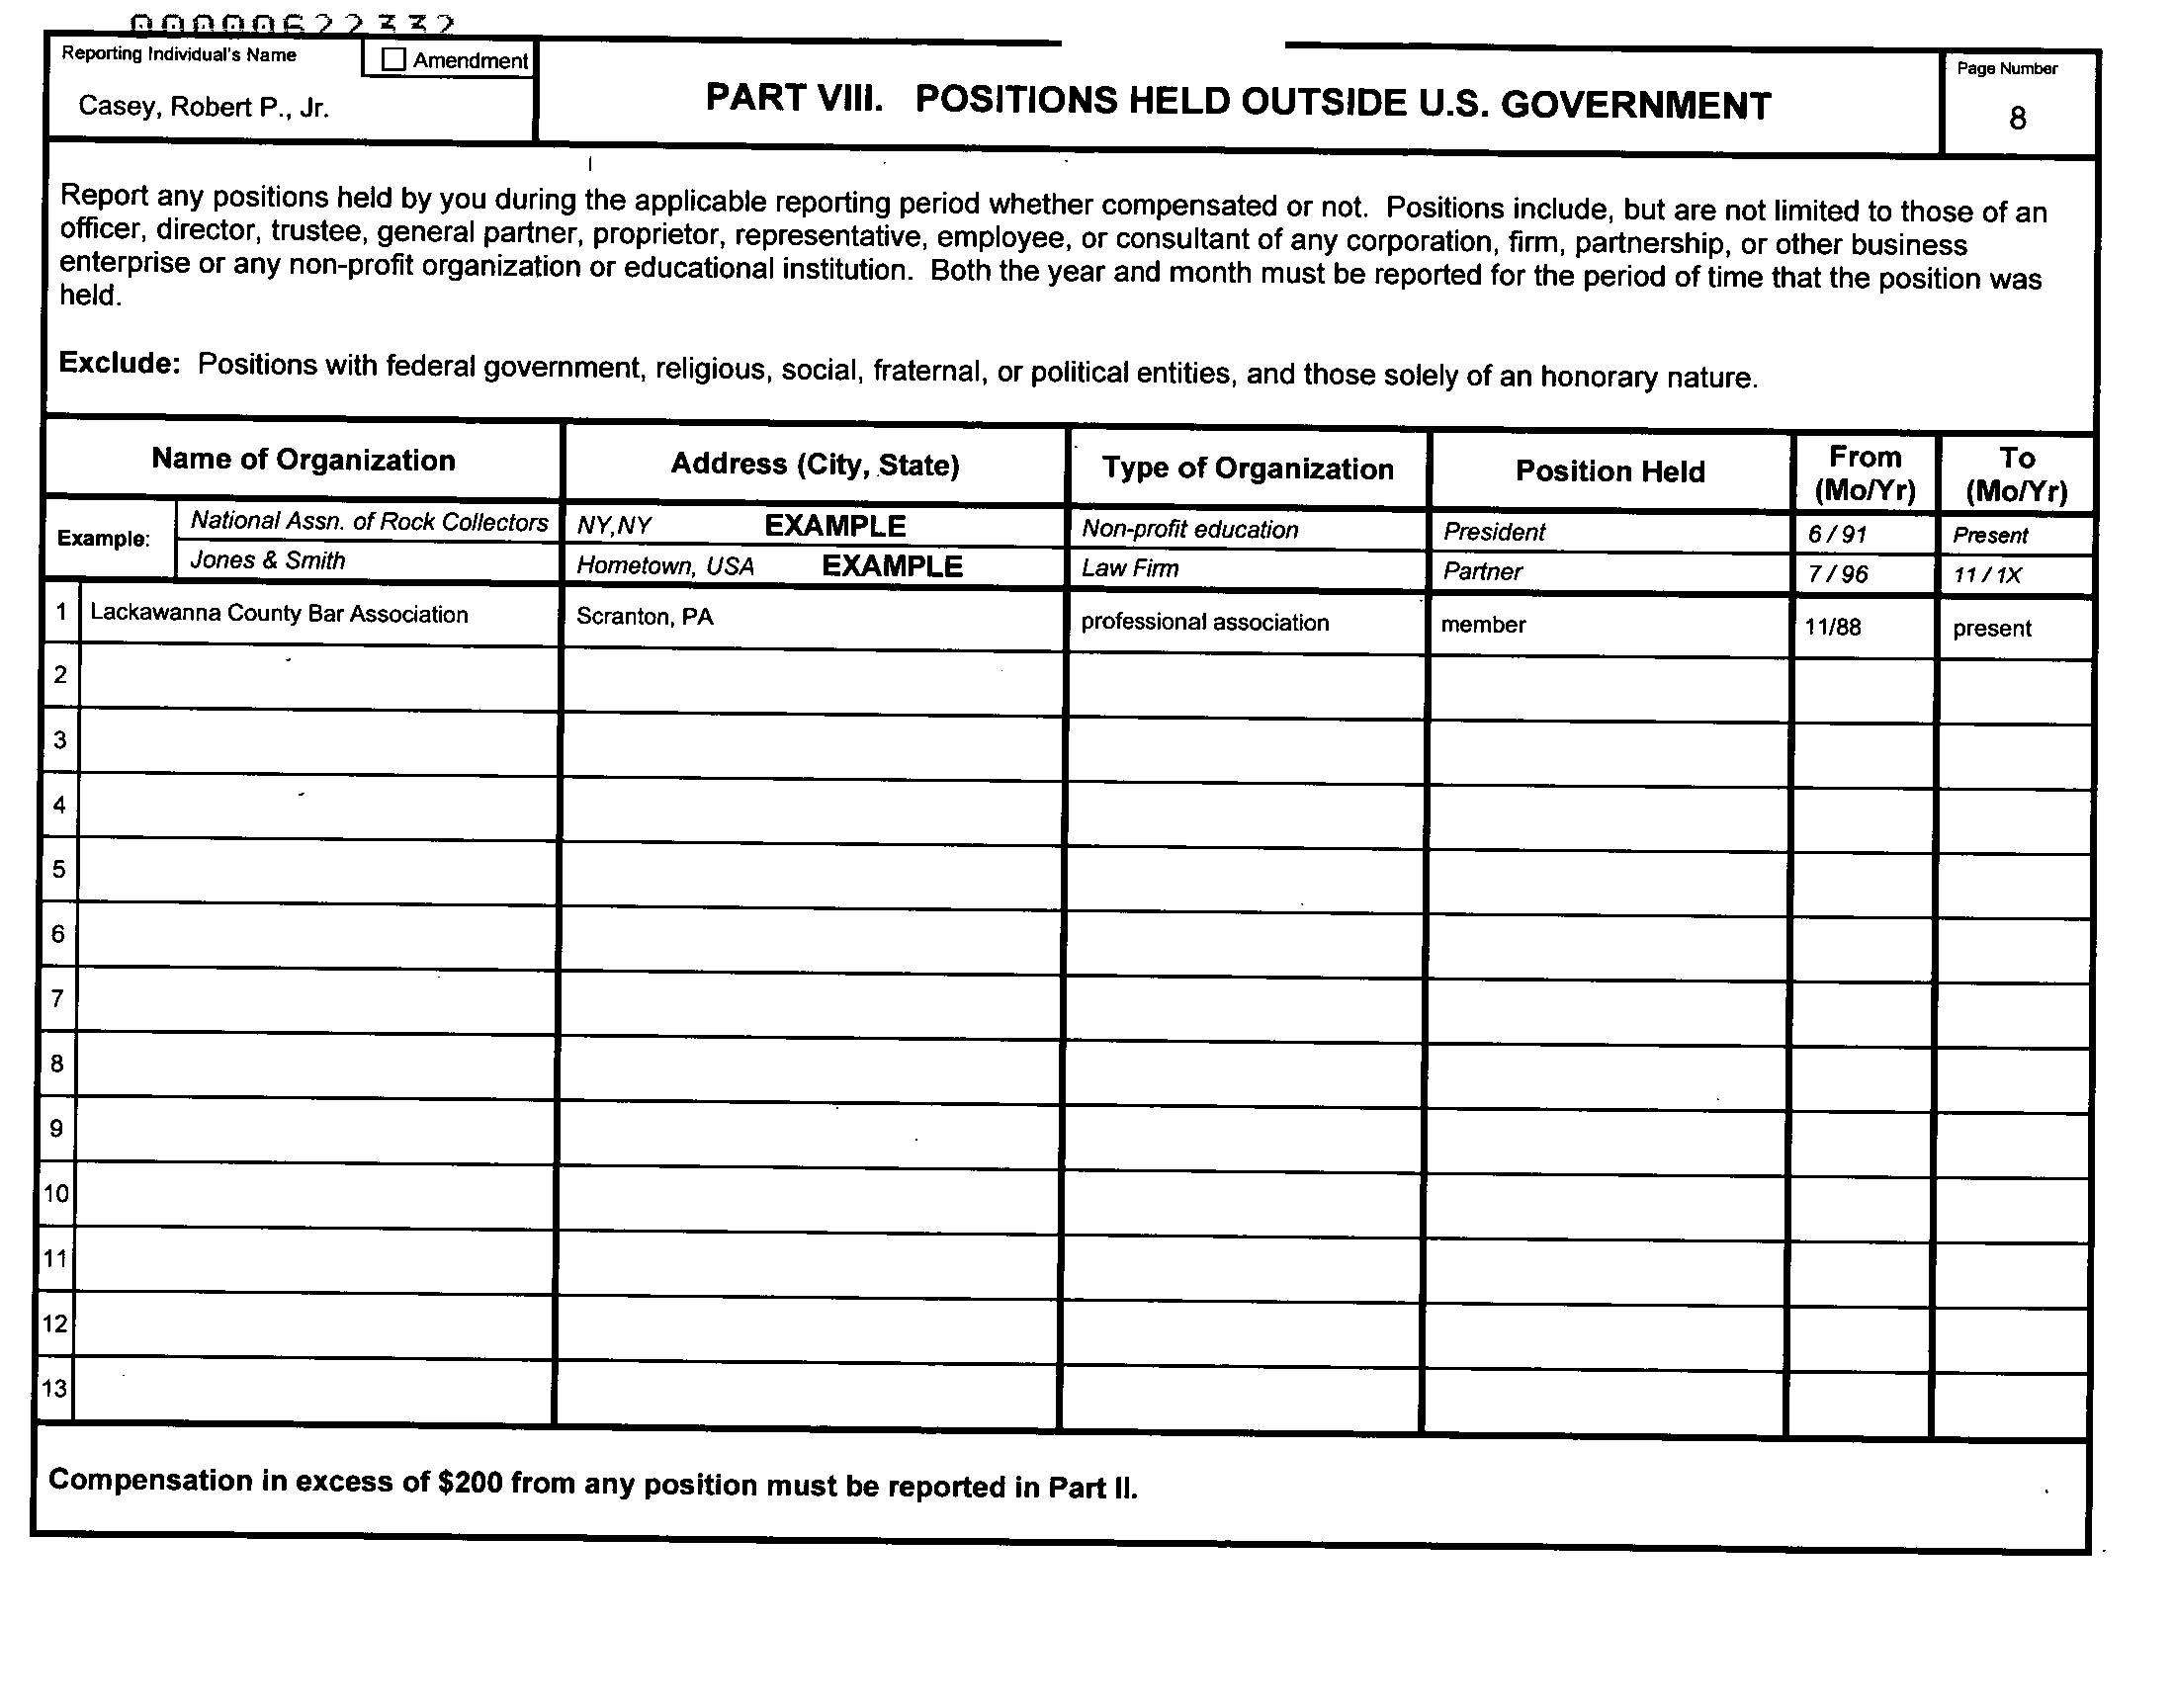 00000622332
Reporting Individual's Name
Amendment
Casey, Robert P., Jr.
PART VIII. POSITIONS HELD OUTSIDE U.S. GOVERNMENT
Page Number
8
Report any positions held by you during the applicable reporting period whether compensated or not. Positions include, but are not limited to those of an
officer, director, trustee, general partner, proprietor, representative, employee, or consultant of any corporation, firm, partnership, or other business
enterprise or any non-profit organization or educational institution. Both the year and month must be reported for the period of time that the position was
held.
Exclude: Positions with federal government, religious, social, fraternal, or political entities, and those solely of an honorary nature.
Name of Organization Address (City, State) Type of Organization Position Held From (Mo/Yr) To (Mo/Yr)
Example:
National Assn. of Rock Collectors NY,NY EXAMPLE Non-profit education President 6 / 91 Present
Jones & Smith Hometown, USA EXAMPLE Law Firm Partner 7 / 96 11 / 1X
1 Lackawanna County Bar Association Scranton, PA professional association member 11/88 present
2
3
4
5
6
7
8
9
10
11
12
13
Compensation in excess of $200 from any position must be reported in Part II.